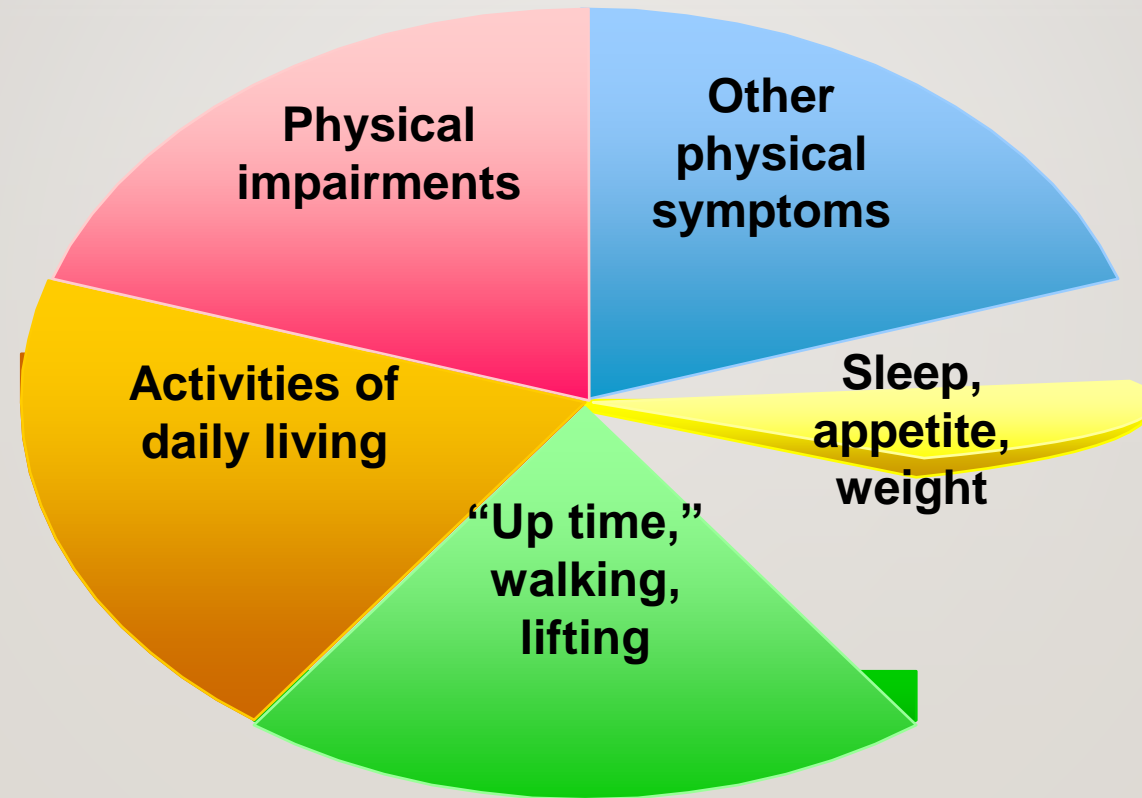 Physical
impairments
Other
physical
symptoms
Activities of
daily living
Sleep,
appetite,
weight
“Up time,”
walking,
lifting